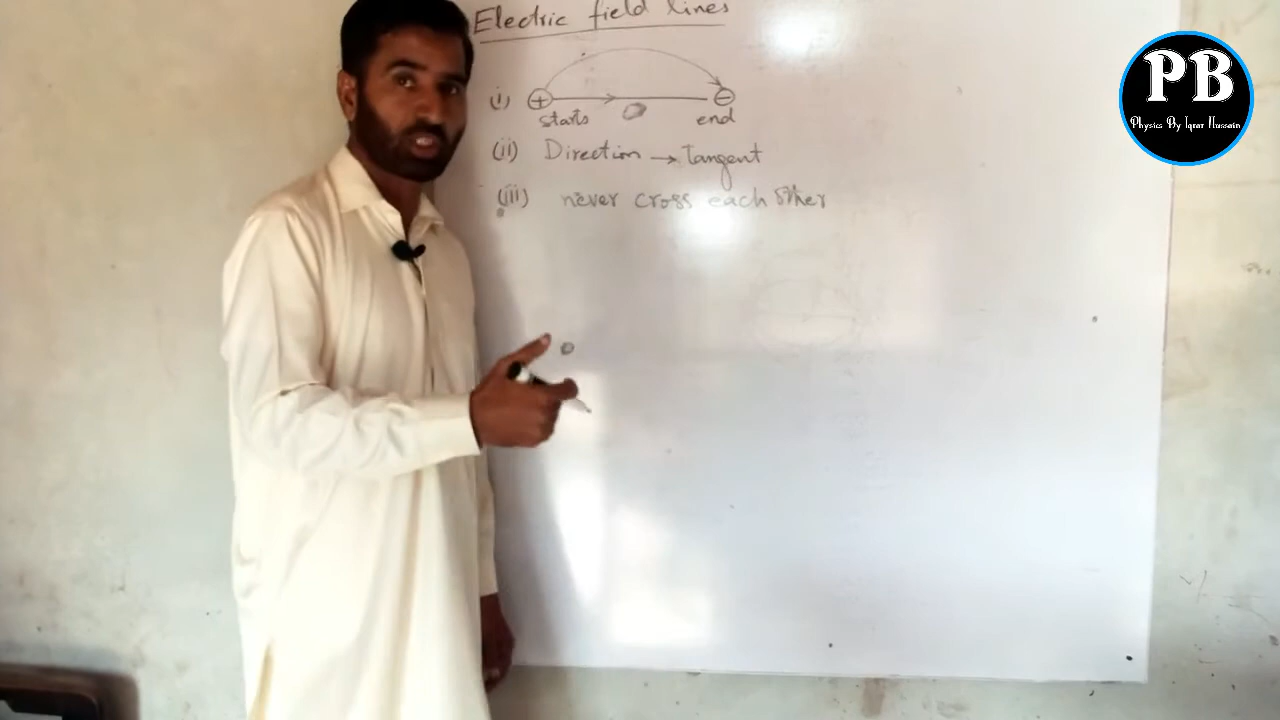 Electric field lines
(i) + −
starts end
(ii) Direction → Tangent
(iii) never cross each other
PB
Physics By Iqrar Hussain